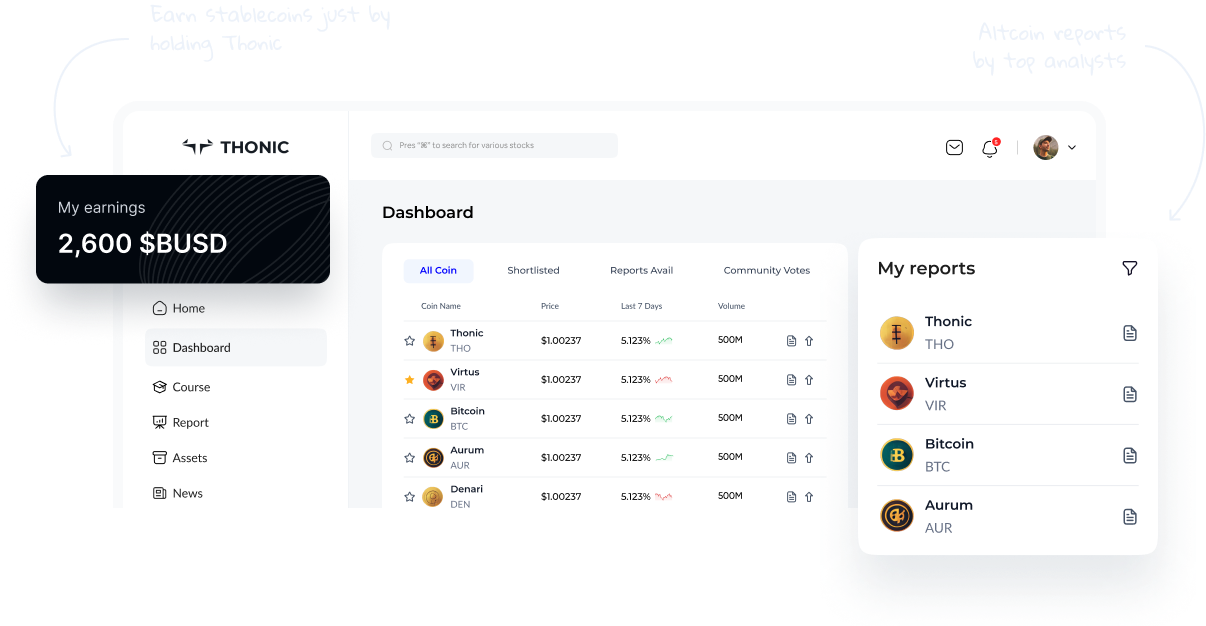 Earn stablecoins just by
holding Thonic
Altcoin reports
by top analysts
THONIC
Pres "⌘" to search for various stocks
5
My earnings
2,600 $BUSD
Home
Dashboard
Course
Report
Assets
News
Dashboard
All Coin Shortlisted Reports Avail Community Votes
Coin Name Price Last 7 Days Volume
Thonic
THO $1.00237 5.123% 500M
Virtus
VIR $1.00237 5.123% 500M
Bitcoin
BTC $1.00237 5.123% 500M
Aurum
AUR $1.00237 5.123% 500M
Denari
DEN $1.00237 5.123% 500M
My reports
Thonic
THO
Virtus
VIR
Bitcoin
BTC
Aurum
AUR